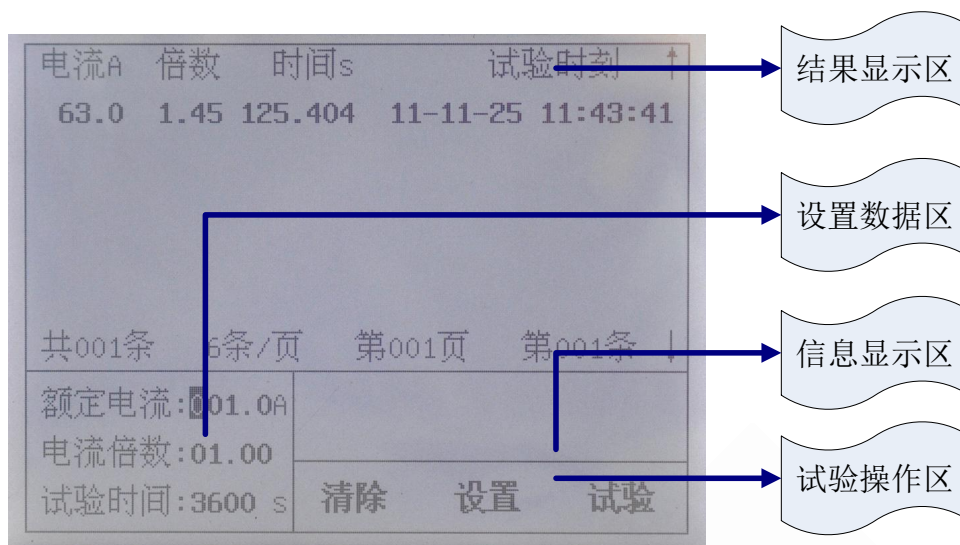 电流A 倍数 时间s 试验时刻 ↑
63.0 1.45 125.404 11-11-25 11:43:41
共001条 6条/页 第001页 第001条 ↓
额定电流:001.0A
电流倍数:01.00
试验时间:3600 s
清除 设置 试验
结果显示区
设置数据区
信息显示区
试验操作区